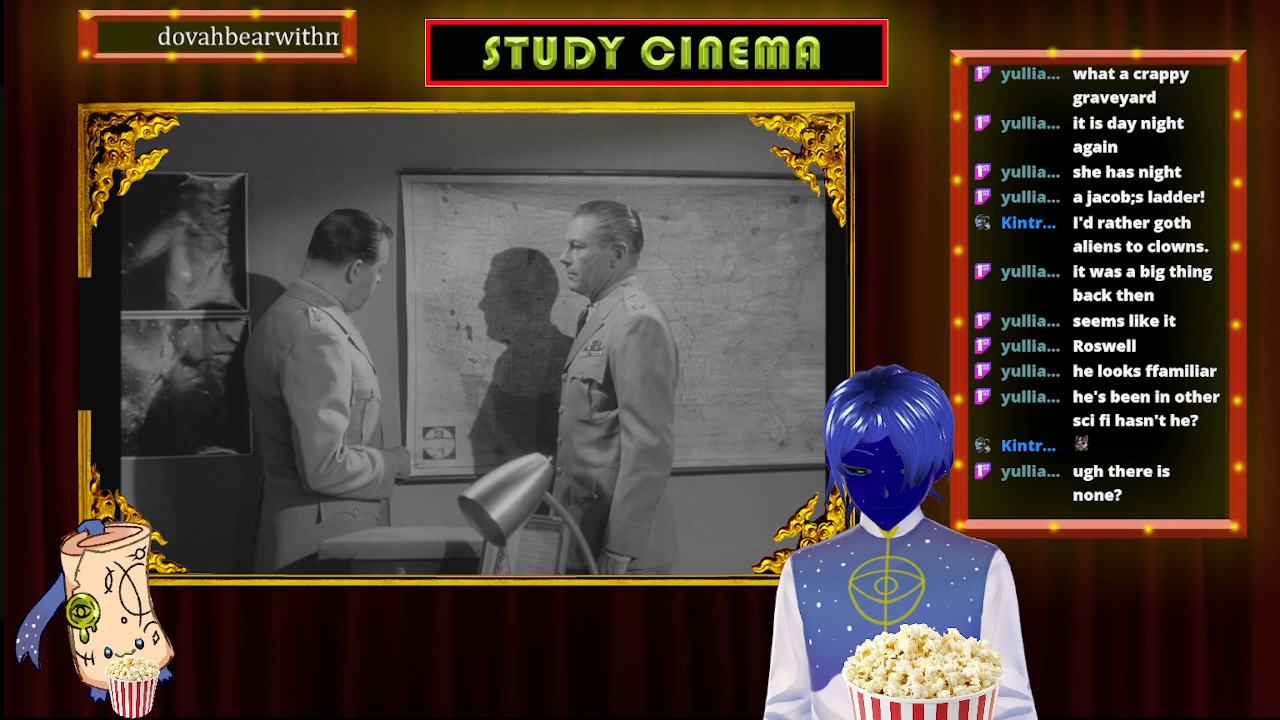 dovahbearwithm
STUDY CINEMA
yullia... what a crappy
graveyard
yullia... it is day night
again
yullia... she has night
yullia... a jacob;s ladder!
Kintr... I'd rather goth
aliens to clowns.
yullia... it was a big thing
back then
yullia... seems like it
yullia... Roswell
yullia... he looks ffamiliar
yullia... he's been in other
sci fi hasn't he?
Kintr...
yullia... ugh there is
none?